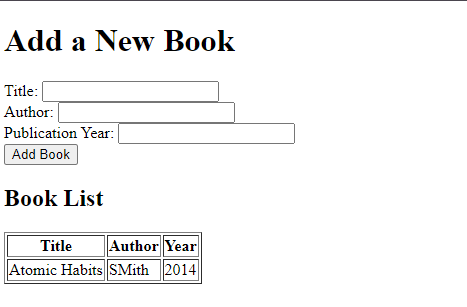 Add a New Book
Title:
Author:
Publication Year:
Add Book
Book List
Title Author Year
Atomic Habits SMith 2014